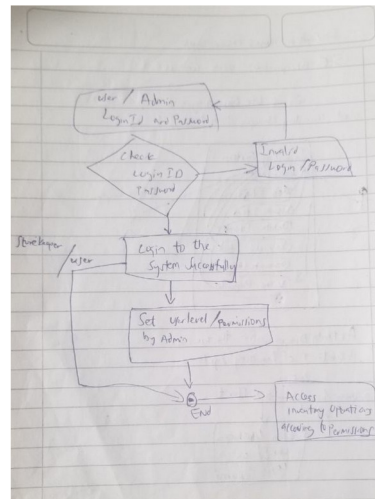 user / Admin
Login Id and Password
Check
Login ID
Password
Invalid
Login / Password
Storekeeper
/ user
Login to the
System Successfully
Set user level / Permissions
by Admin
END
Access
Inventory Operations
According to Permissions